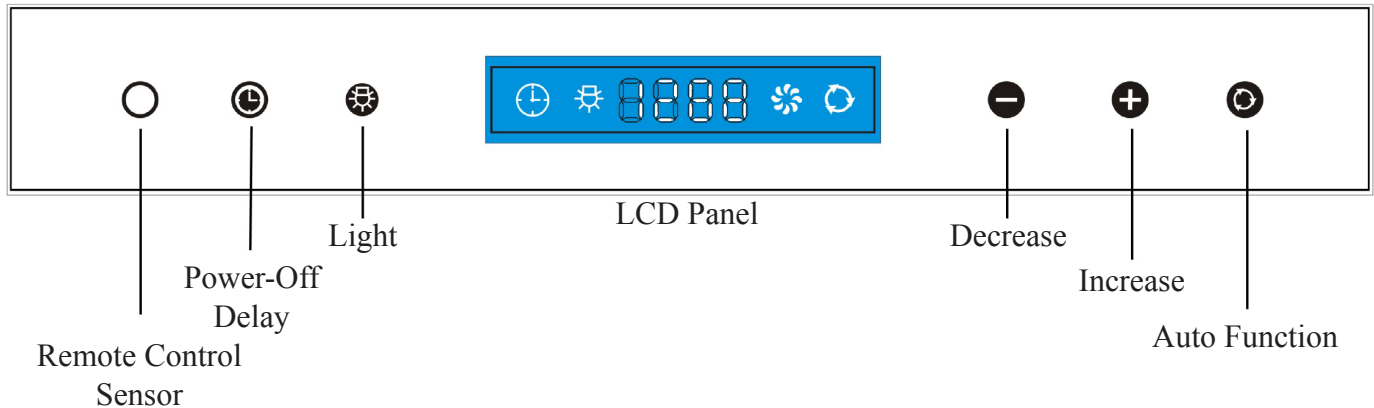 LCD Panel
Light
Decrease
Power-Off
Delay
Increase
Remote Control
Sensor
Auto Function